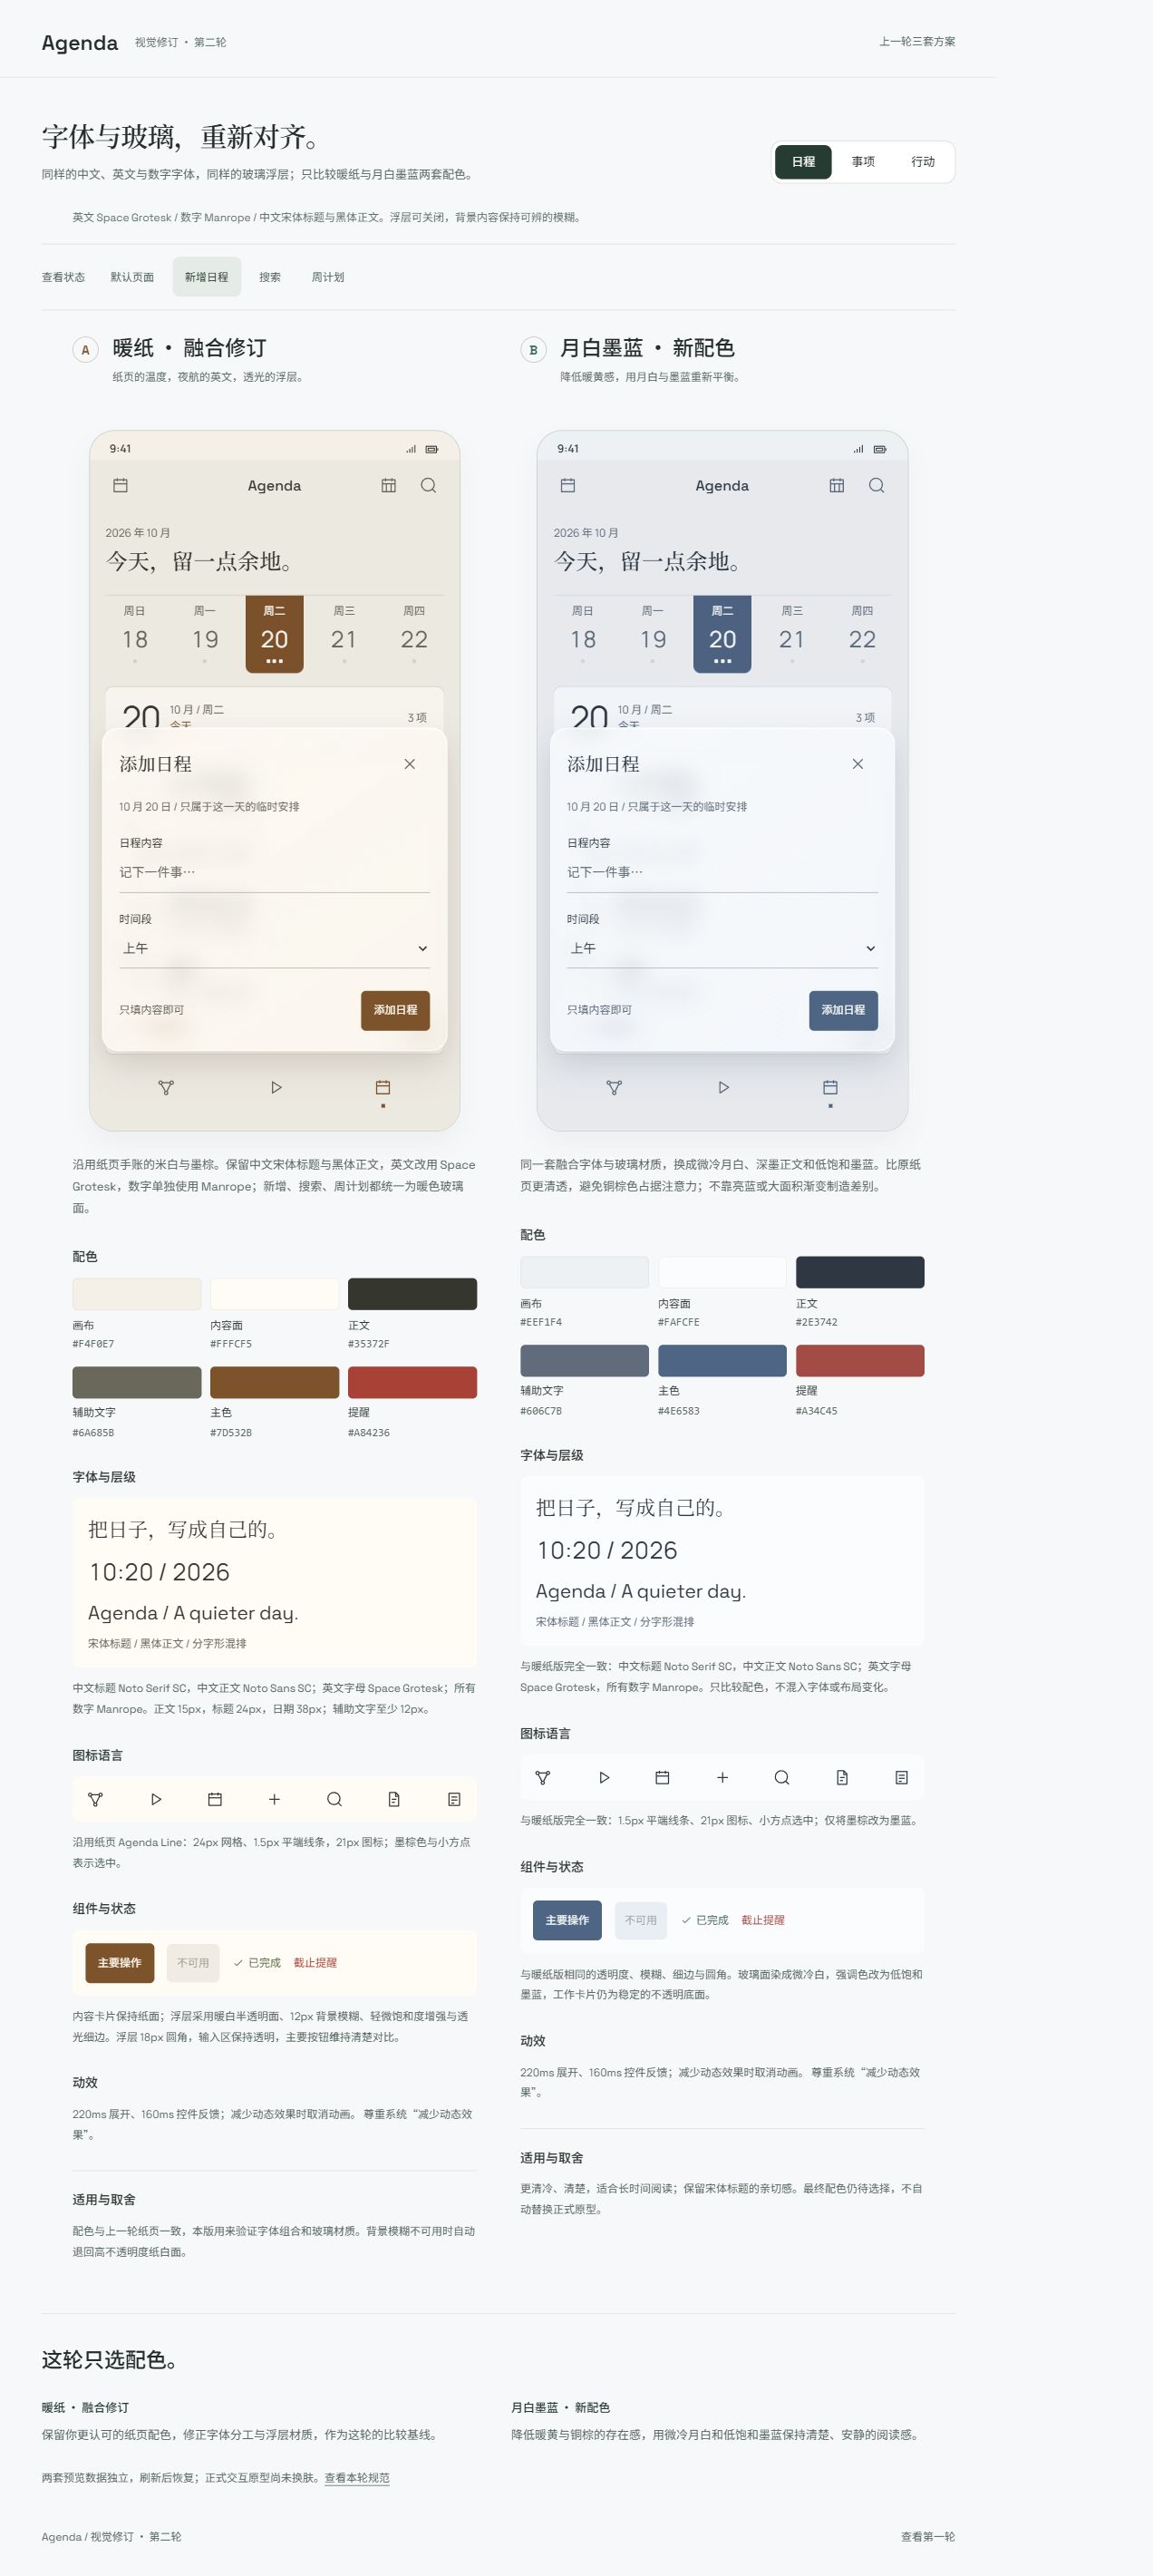 Agenda 视觉修订 · 第二轮
上一轮三套方案
字体与玻璃，重新对齐。
同样的中文、英文与数字字体，同样的玻璃浮层；只比较暖纸与月白墨蓝两套配色。
日程 事项 行动
英文 Space Grotesk / 数字 Manrope / 中文宋体标题与黑体正文。浮层可关闭，背景内容保持可辨的模糊。
查看状态 默认页面 新增日程 搜索 周计划
A 暖纸 · 融合修订
纸页的温度，夜航的英文，透光的浮层。
9:41
Agenda
2026 年 10 月
今天，留一点余地。
周日 周一 周二 周三 周四
18 19 20 21 22
20 10 月 / 周二
今天
3 项
添加日程
10 月 20 日 / 只属于这一天的临时安排
日程内容
记下一件事…
时间段
上午
只填内容即可 添加日程
沿用纸页手账的米白与墨棕。保留中文宋体标题与黑体正文，英文改用 Space
Grotesk，数字单独使用 Manrope；新增、搜索、周计划都统一为暖色玻璃
面。
配色
画布 内容面 正文
#F4F0E7 #FFFCF5 #35372F
辅助文字 主色 提醒
#6A685B #7D532B #A84236
字体与层级
把日子，写成自己的。
10:20 / 2026
Agenda / A quieter day.
宋体标题 / 黑体正文 / 分字形混排
中文标题 Noto Serif SC，中文正文 Noto Sans SC；英文字母 Space Grotesk；所有
数字 Manrope。正文 15px，标题 24px，日期 38px；辅助文字至少 12px。
图标语言
沿用纸页 Agenda Line：24px 网格、1.5px 平端线条，21px 图标；墨棕色与小方点
表示选中。
组件与状态
主要操作 不可用 已完成 截止提醒
内容卡片保持纸面；浮层采用暖白半透明面、12px 背景模糊、轻微饱和度增强与透
光细边。浮层 18px 圆角，输入区保持透明，主要按钮维持清楚对比。
动效
220ms 展开、160ms 控件反馈；减少动态效果时取消动画。 尊重系统“减少动态效
果”。
适用与取舍
配色与上一轮纸页一致，本版用来验证字体组合和玻璃材质。背景模糊不可用时自动
退回高不透明度纸白面。
B 月白墨蓝 · 新配色
降低暖黄感，用月白与墨蓝重新平衡。
9:41
Agenda
2026 年 10 月
今天，留一点余地。
周日 周一 周二 周三 周四
18 19 20 21 22
20 10 月 / 周二
3 项
添加日程
10 月 20 日 / 只属于这一天的临时安排
日程内容
记下一件事…
时间段
上午
只填内容即可 添加日程
同一套融合字体与玻璃材质，换成微冷月白、深墨正文和低饱和墨蓝。比原纸
页更清透，避免铜棕色占据注意力；不靠亮蓝或大面积渐变制造差别。
配色
画布 内容面 正文
#EEF1F4 #FAFCFE #2E3742
辅助文字 主色 提醒
#606C7B #4E6583 #A34C45
字体与层级
把日子，写成自己的。
10:20 / 2026
Agenda / A quieter day.
宋体标题 / 黑体正文 / 分字形混排
与暖纸版完全一致：中文标题 Noto Serif SC，中文正文 Noto Sans SC；英文字母
Space Grotesk，所有数字 Manrope。只比较配色，不混入字体或布局变化。
图标语言
与暖纸版完全一致：1.5px 平端线条、21px 图标、小方点选中；仅将墨棕改为墨蓝。
组件与状态
主要操作 不可用 已完成 截止提醒
与暖纸版相同的透明度、模糊、细边与圆角。玻璃面染成微冷白，强调色改为低饱和
墨蓝，工作卡片仍为稳定的不透明底面。
动效
220ms 展开、160ms 控件反馈；减少动态效果时取消动画。 尊重系统“减少动态效
果”。
适用与取舍
更清冷、清楚，适合长时间阅读；保留宋体标题的亲切感。最终配色仍待选择，不自
动替换正式原型。
这轮只选配色。
暖纸 · 融合修订
保留你更认可的纸页配色，修正字体分工与浮层材质，作为这轮的比较基线。
月白墨蓝 · 新配色
降低暖黄与铜棕的存在感，用微冷月白和低饱和墨蓝保持清楚、安静的阅读感。
两套预览数据独立，刷新后恢复；正式交互原型尚未换肤。查看本轮规范
Agenda / 视觉修订 · 第二轮
查看第一轮